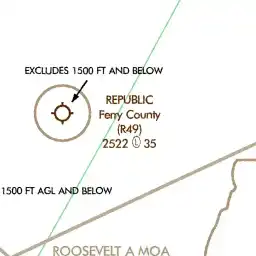 EXCLUDES 1500 FT AND BELOW
REPUBLIC
Ferry County
(R49)
2522 Ⓛ 35
1500 FT AGL AND BELOW
ROOSEVELT A MOA